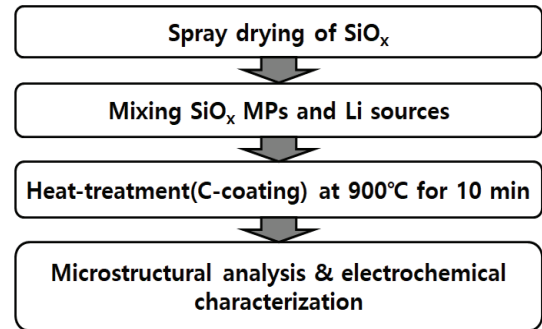 Spray drying of SiOₓ
Mixing SiOₓ MPs and Li sources
Heat-treatment(C-coating) at 900℃ for 10 min
Microstructural analysis & electrochemical
characterization